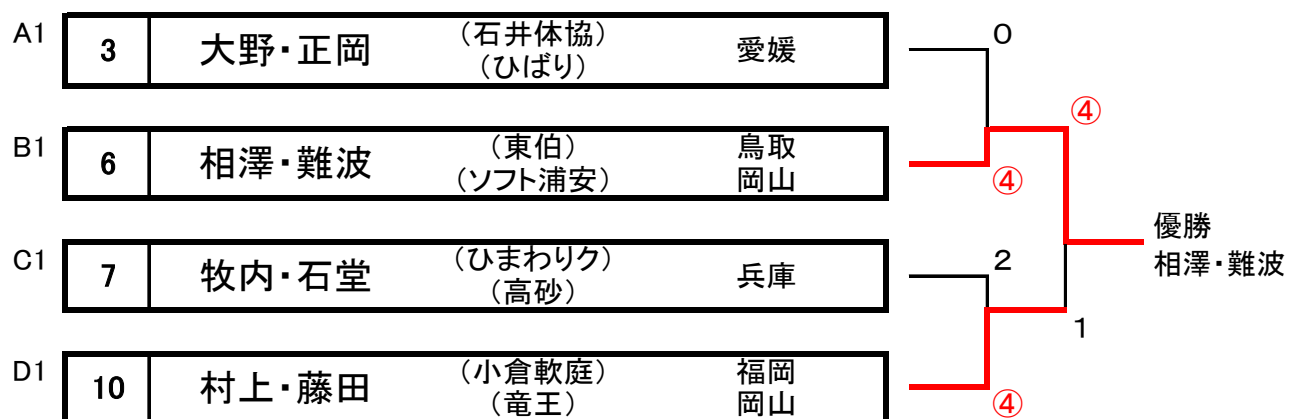 A1 3 大野・正岡 (石井体協) 愛媛 0
(ひばり)
④
B1 6 相澤・難波 (東伯) 鳥取
(ソフト浦安) 岡山 ④
優勝
相澤・難波
C1 7 牧内・石堂 (ひまわりク) 兵庫 2
(高砂)
1
D1 10 村上・藤田 (小倉軟庭) 福岡
(竜王) 岡山 ④